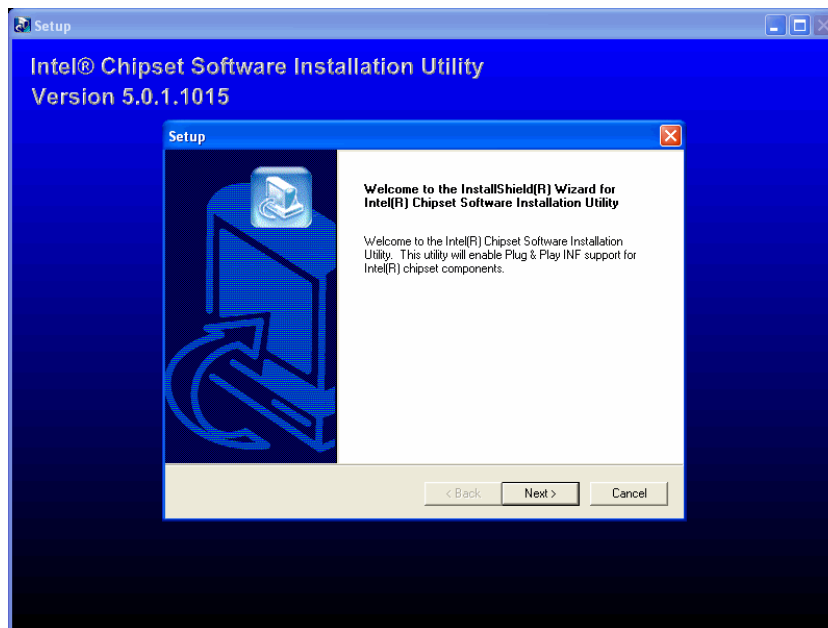 Setup
Intel® Chipset Software Installation Utility
Version 5.0.1.1015
Setup
Welcome to the InstallShield(R) Wizard for
Intel(R) Chipset Software Installation Utility
Welcome to the Intel(R) Chipset Software Installation
Utility. This utility will enable Plug & Play INF support for
Intel(R) chipset components.
< Back
Next >
Cancel